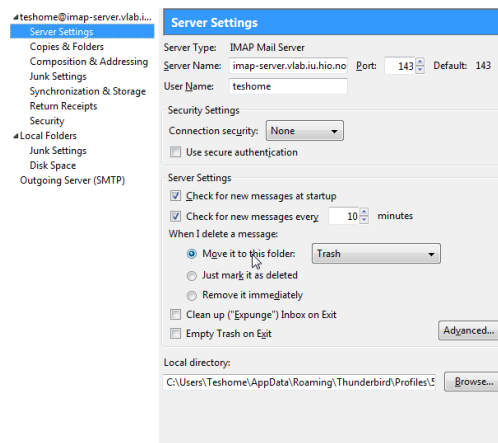 teshome@imap-server.vlab.i...
Server Settings
Copies & Folders
Composition & Addressing
Junk Settings
Synchronization & Storage
Return Receipts
Security
Local Folders
Junk Settings
Disk Space
Outgoing Server (SMTP)
Server Settings
Server Type: IMAP Mail Server
Server Name: imap-server.vlab.iu.hio.no Port: 143 Default: 143
User Name: teshome
Security Settings
Connection security: None
Use secure authentication
Server Settings
Check for new messages at startup
Check for new messages every 10 minutes
When I delete a message:
Move it to this folder: Trash
Just mark it as deleted
Remove it immediately
Clean up ("Expunge") Inbox on Exit
Empty Trash on Exit
Advanced...
Local directory:
C:\Users\Teshome\AppData\Roaming\Thunderbird\Profiles\5 Browse...